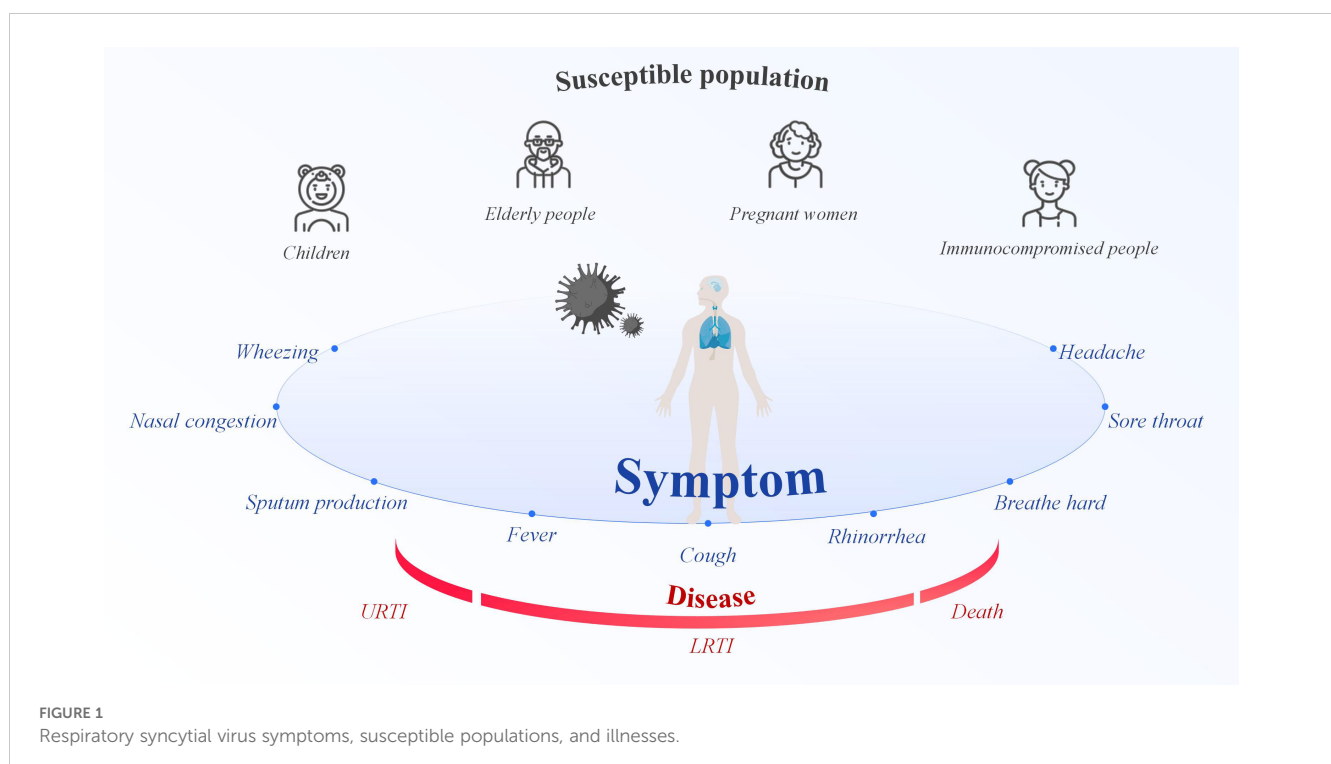 Susceptible population
Children
Elderly people
Pregnant women
Immunocompromised people
Wheezing
Headache
Nasal congestion
Sore throat
Sputum production
Symptom
Breathe hard
Fever
Cough
Rhinorrhea
Disease
URTI
LRTI
Death
FIGURE 1
Respiratory syncytial virus symptoms, susceptible populations, and illnesses.